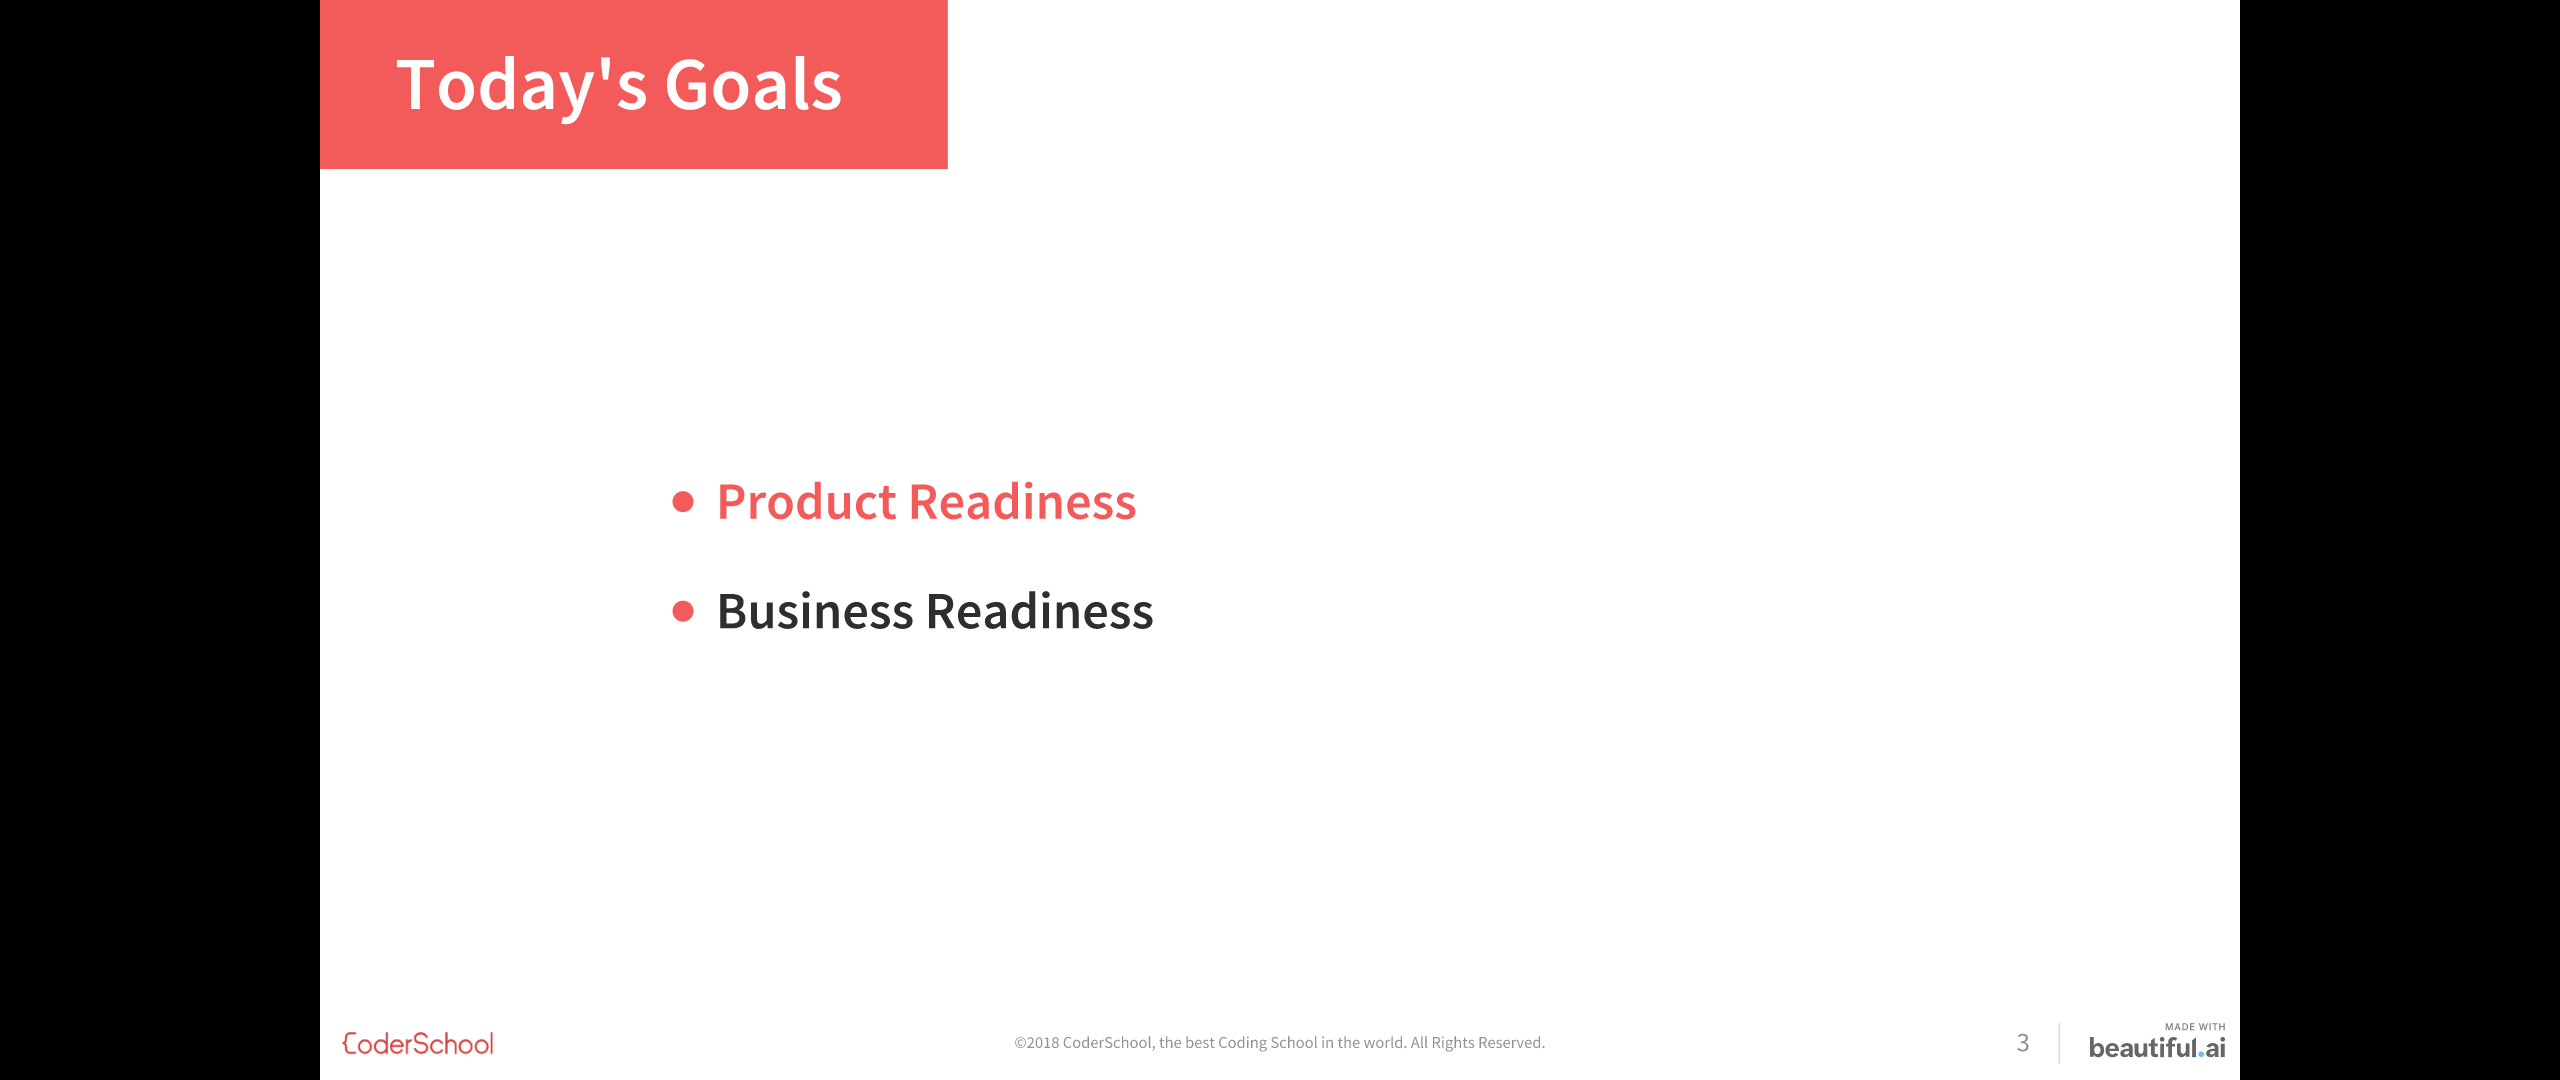 Today's Goals
Product Readiness
Business Readiness
CoderSchool
©2018 CoderSchool, the best Coding School in the world. All Rights Reserved.
3
MADE WITH
beautiful.ai